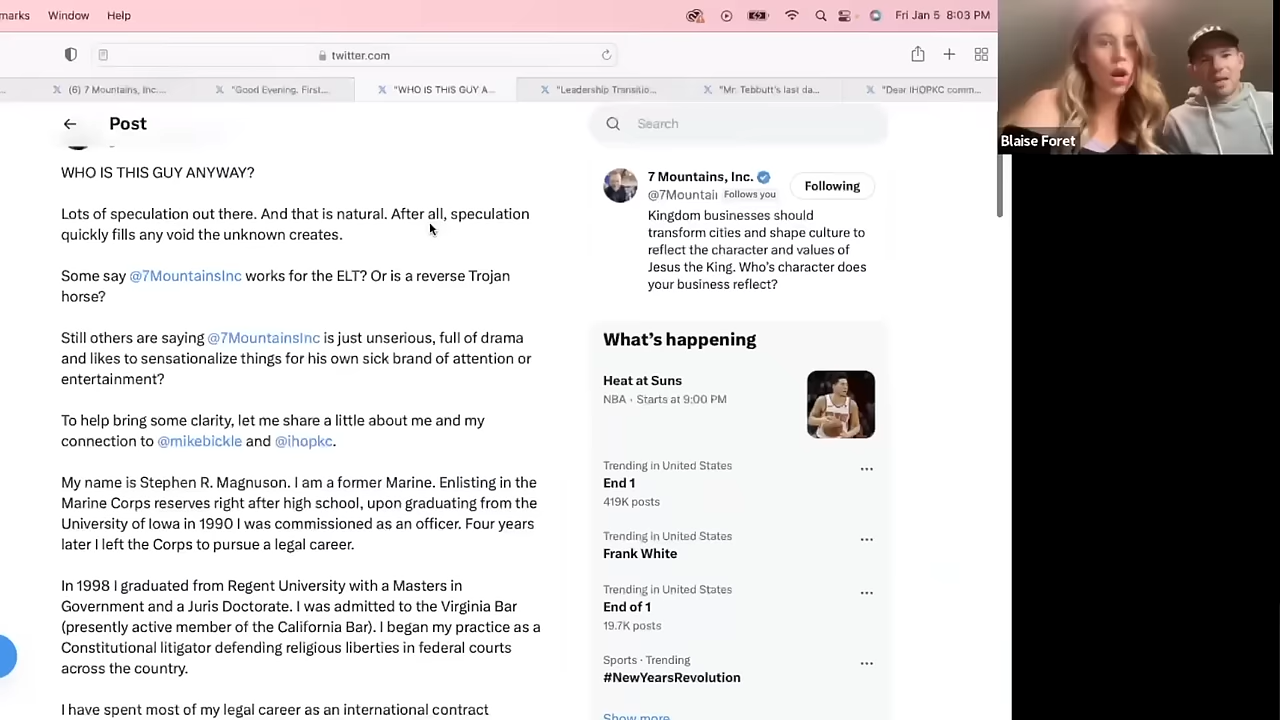 marks Window Help Fri Jan 5 8:03 PM
twitter.com
(6) 7 Mountains, Inc....
"Good Evening. First...
"WHO IS THIS GUY A...
"Leadership Transitio...
"Mr. Tebbutt's last da...
"Dear IHOPKC comm...
Post
WHO IS THIS GUY ANYWAY?
Lots of speculation out there. And that is natural. After all, speculation
quickly fills any void the unknown creates.
Some say @7MountainsInc works for the ELT? Or is a reverse Trojan
horse?
Still others are saying @7MountainsInc is just unserious, full of drama
and likes to sensationalize things for his own sick brand of attention or
entertainment?
To help bring some clarity, let me share a little about me and my
connection to @mikebickle and @ihopkc.
My name is Stephen R. Magnuson. I am a former Marine. Enlisting in the
Marine Corps reserves right after high school, upon graduating from the
University of Iowa in 1990 I was commissioned as an officer. Four years
later I left the Corps to pursue a legal career.
In 1998 I graduated from Regent University with a Masters in
Government and a Juris Doctorate. I was admitted to the Virginia Bar
(presently active member of the California Bar). I began my practice as a
Constitutional litigator defending religious liberties in federal courts
across the country.
I have spent most of my legal career as an international contract
Search
7 Mountains, Inc.
@7Mountai Follows you
Following
Kingdom businesses should
transform cities and shape culture to
reflect the character and values of
Jesus the King. Who's character does
your business reflect?
What's happening
Heat at Suns
NBA · Starts at 9:00 PM
Trending in United States
End 1
419K posts
Trending in United States
Frank White
Trending in United States
End of 1
19.7K posts
Sports · Trending
#NewYearsRevolution
Show more
Blaise Foret